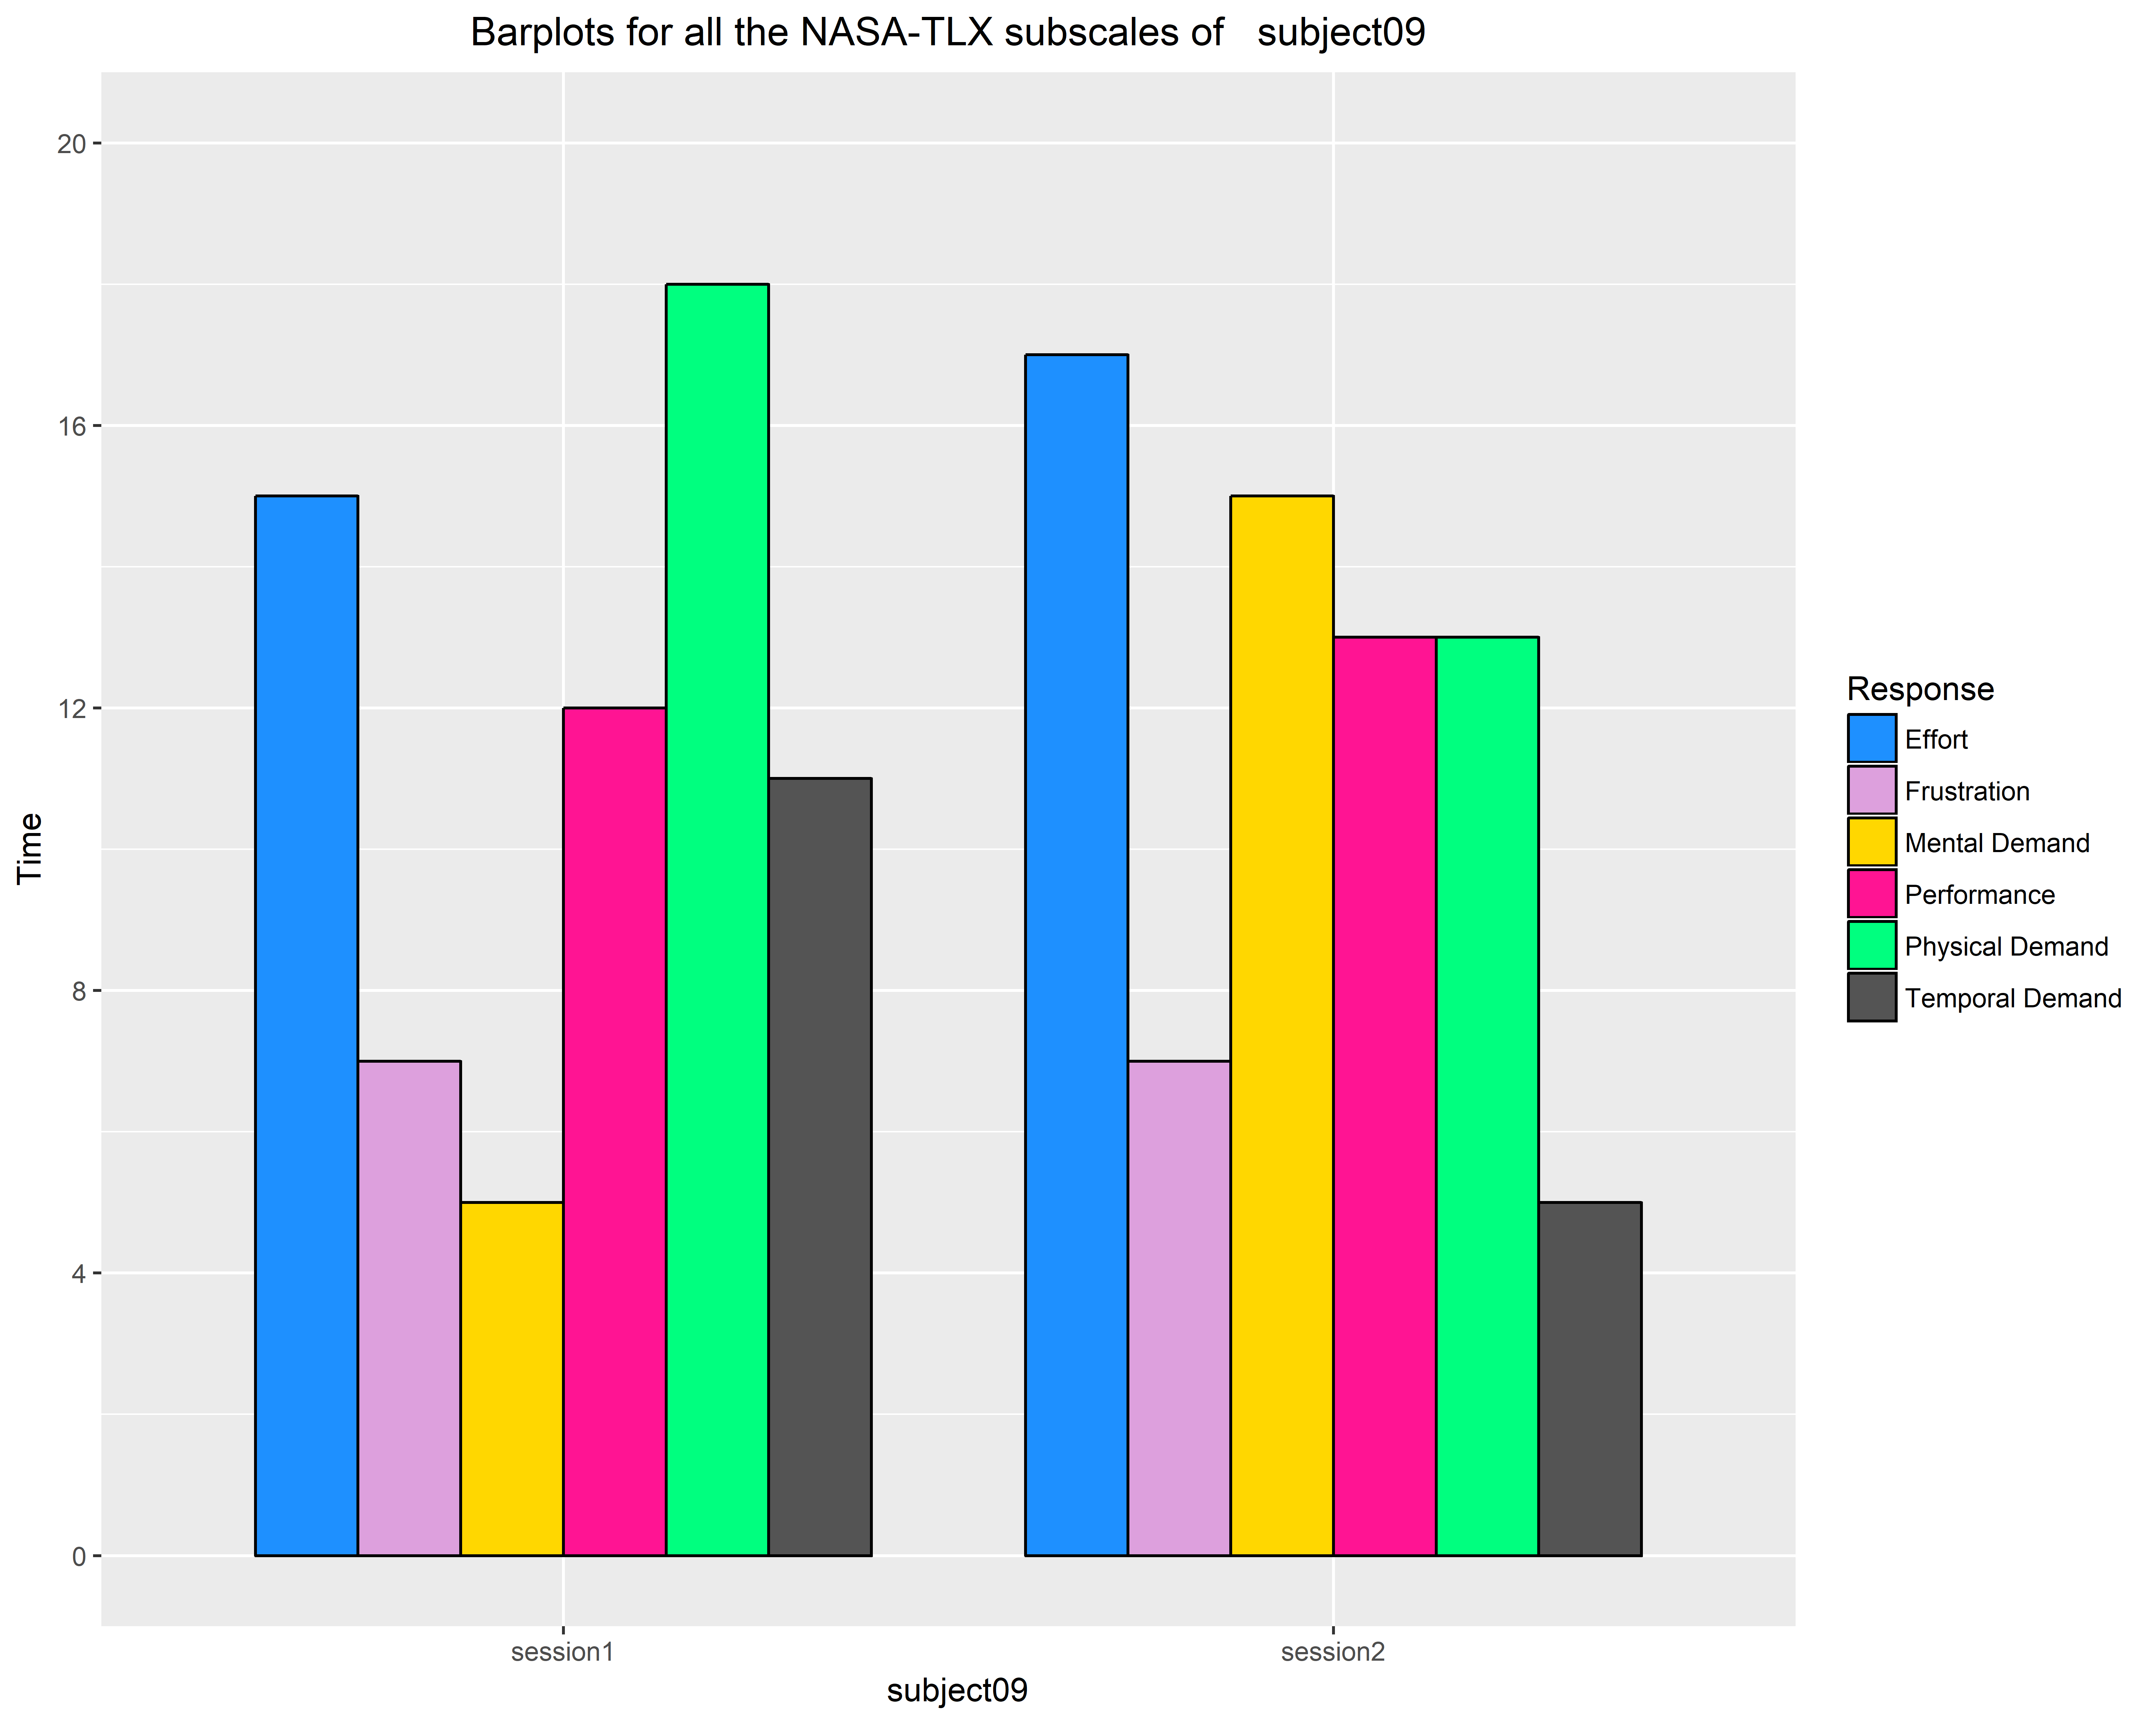 Barplots for all the NASA-TLX subscales of   subject09
Time
20
16
12
8
4
0
session1
session2
subject09
Response
Effort
Frustration
Mental Demand
Performance
Physical Demand
Temporal Demand